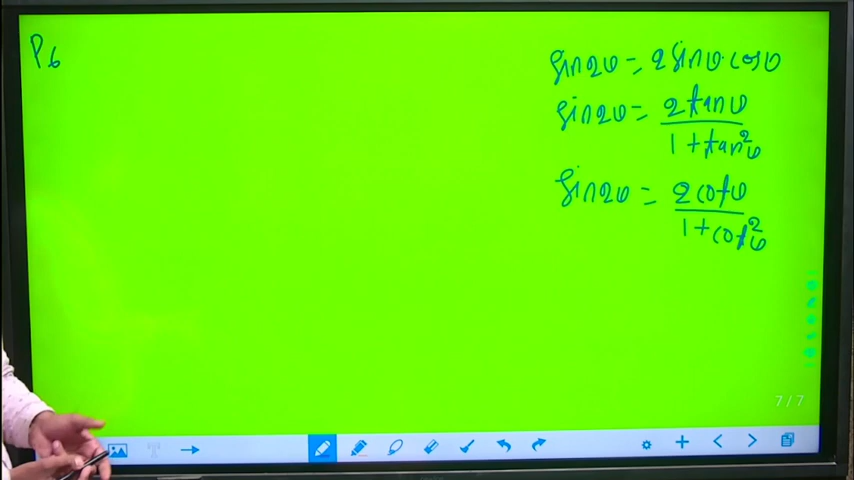 P6
sin2θ = 2sinθ·cosθ
sin2θ = 2tanθ / 1+tan²θ
sin2θ = 2cotθ / 1+cot²θ
7/7